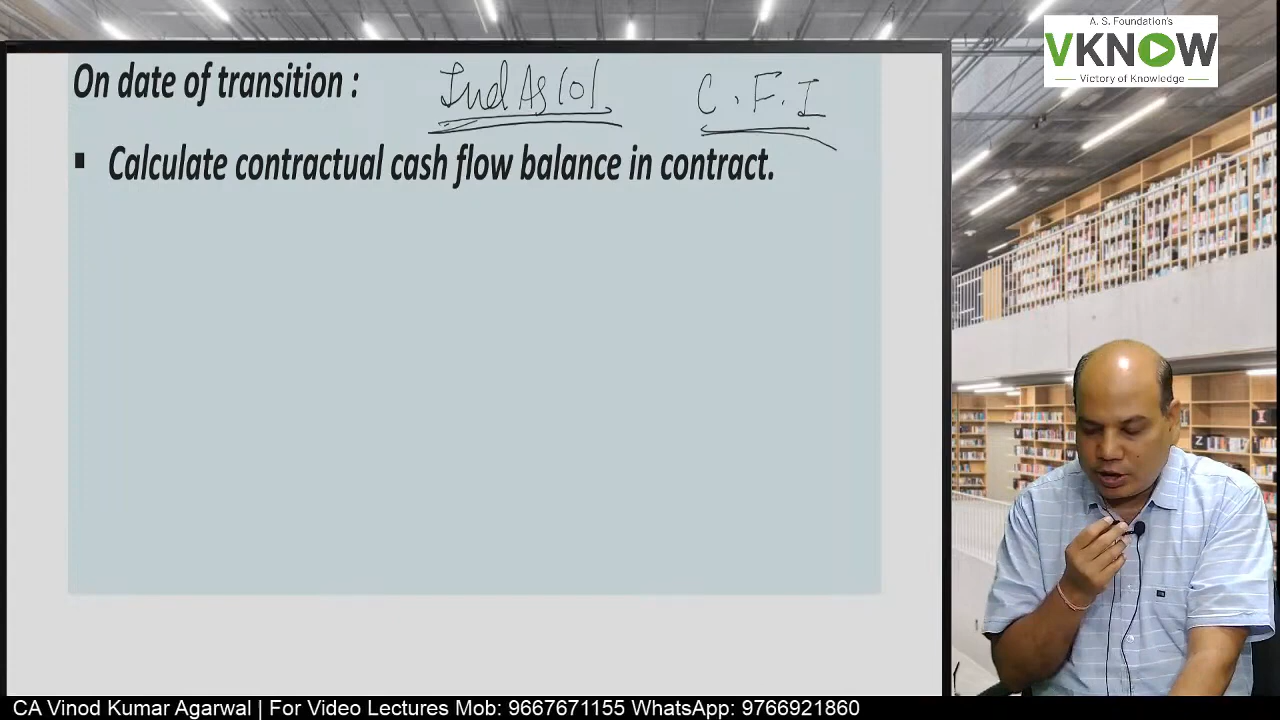 A. S. Foundation's
VKNOW
Victory of Knowledge
On date of transition : Ind AS 101 C. F. I
▪ Calculate contractual cash flow balance in contract.
CA Vinod Kumar Agarwal | For Video Lectures Mob: 9667671155 WhatsApp: 9766921860